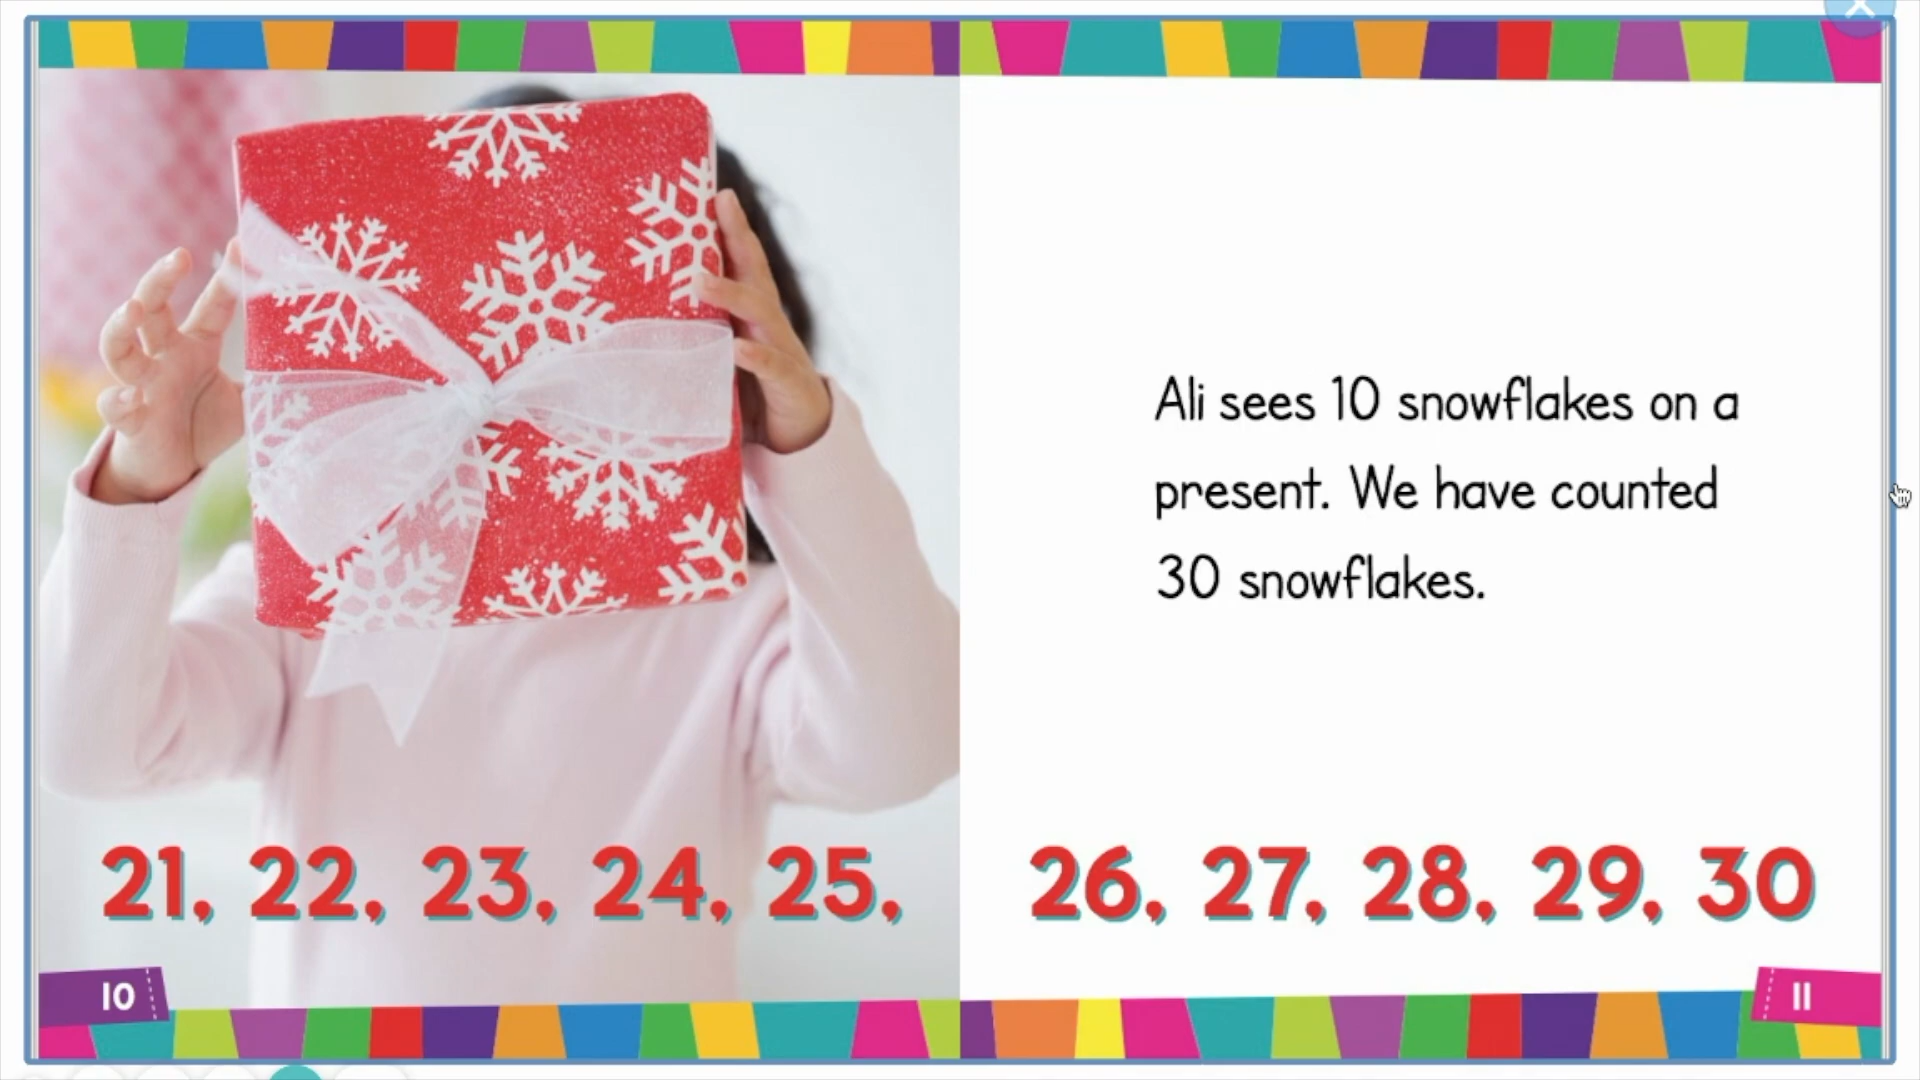 Ali sees 10 snowflakes on a
present. We have counted
30 snowflakes.
21, 22, 23, 24, 25,
26, 27, 28, 29, 30
10
11